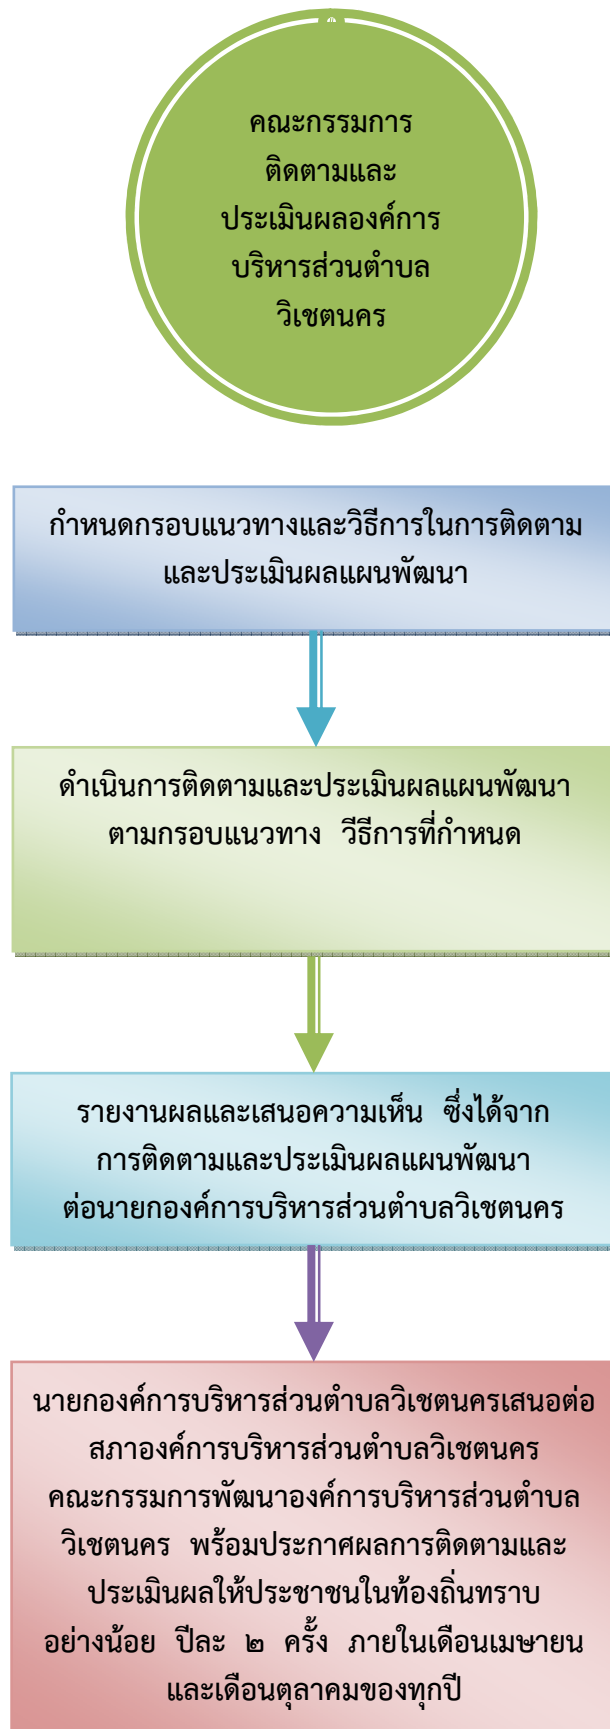 คณะกรรมการ
ติดตามและ
ประเมินผลองค์การ
บริหารส่วนตำบล
วิเชตนคร
กำหนดกรอบแนวทางและวิธีการในการติดตาม
และประเมินผลแผนพัฒนา
ดำเนินการติดตามและประเมินผลแผนพัฒนา
ตามกรอบแนวทาง วีธีการที่กำหนด
รายงานผลและเสนอความเห็น ซึ่งได้จาก
การติดตามและประเมินผลแผนพัฒนา
ต่อนายกองค์การบริหารส่วนตำบลวิเชตนคร
นายกองค์การบริหารส่วนตำบลวิเชตนครเสนอต่อ
สภาองค์การบริหารส่วนตำบลวิเชตนคร
คณะกรรมการพัฒนาองค์การบริหารส่วนตำบล
วิเชตนคร พร้อมประกาศผลการติดตามและ
ประเมินผลให้ประชาชนในท้องถิ่นทราบ
อย่างน้อย ปีละ ๒ ครั้ง ภายในเดือนเมษายน
และเดือนตุลาคมของทุกปี